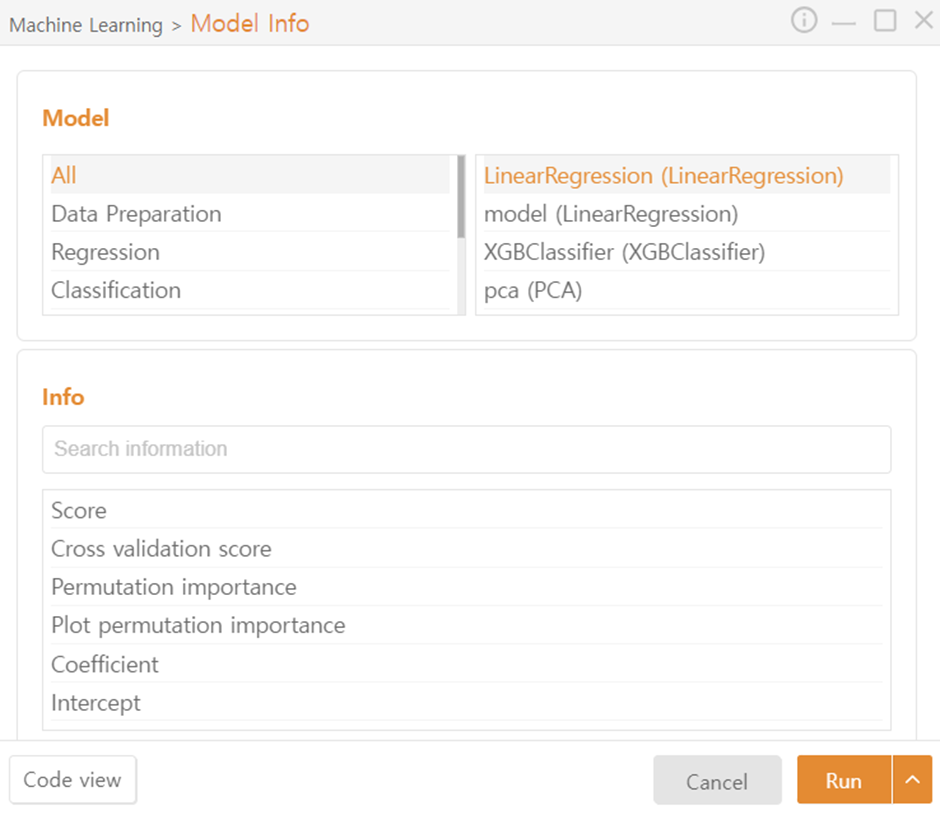 Machine Learning > Model Info
Model
All
Data Preparation
Regression
Classification
LinearRegression (LinearRegression)
model (LinearRegression)
XGBClassifier (XGBClassifier)
pca (PCA)
Info
Search information
Score
Cross validation score
Permutation importance
Plot permutation importance
Coefficient
Intercept
Code view
Cancel
Run